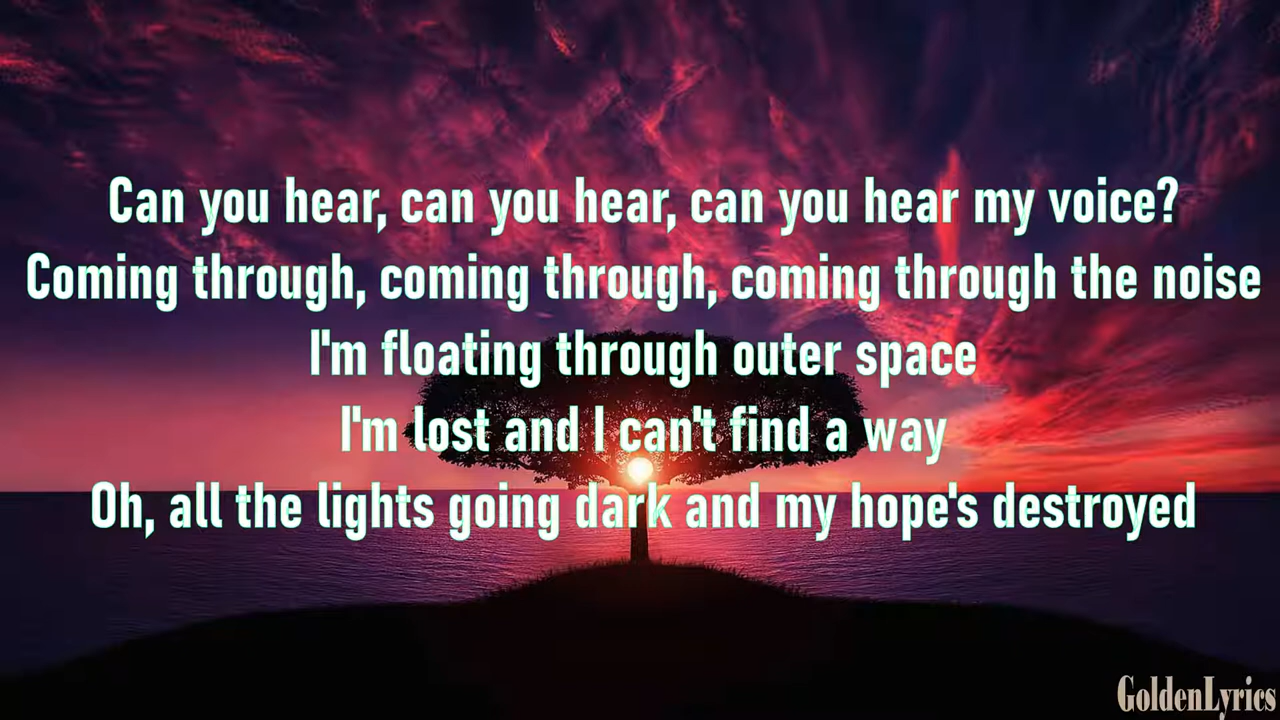 Can you hear, can you hear, can you hear my voice?
Coming through, coming through, coming through the noise
I'm floating through outer space
I'm lost and I can't find a way
Oh, all the lights going dark and my hope's destroyed
GoldenLyrics